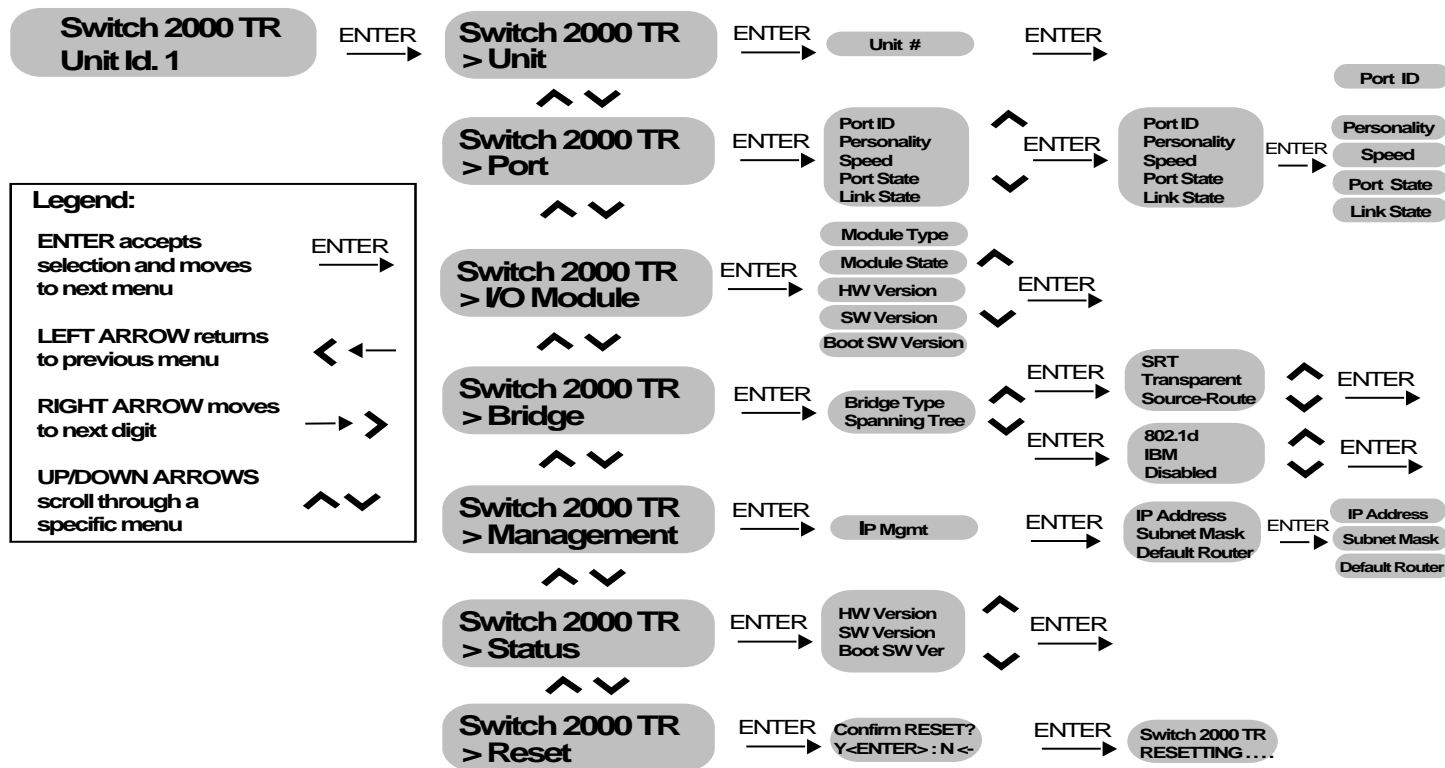 Switch 2000 TR
Unit Id. 1
ENTER
Switch 2000 TR
> Unit
ENTER
Unit #
ENTER
Switch 2000 TR
> Port
ENTER
Port ID
Personality
Speed
Port State
Link State
ENTER
Port ID
Personality
Speed
Port State
Link State
ENTER
Port ID
Personality
Speed
Port State
Link State
Legend:
ENTER accepts
selection and moves
to next menu
ENTER
LEFT ARROW returns
to previous menu
RIGHT ARROW moves
to next digit
UP/DOWN ARROWS
scroll through a
specific menu
Switch 2000 TR
> I/O Module
ENTER
Module Type
Module State
HW Version
SW Version
Boot SW Version
ENTER
Switch 2000 TR
> Bridge
ENTER
Bridge Type
Spanning Tree
ENTER
SRT
Transparent
Source-Route
ENTER
ENTER
802.1d
IBM
Disabled
ENTER
Switch 2000 TR
> Management
ENTER
IP Mgmt
ENTER
IP Address
Subnet Mask
Default Router
ENTER
IP Address
Subnet Mask
Default Router
Switch 2000 TR
> Status
ENTER
HW Version
SW Version
Boot SW Ver
ENTER
Switch 2000 TR
> Reset
ENTER
Confirm RESET?
Y<ENTER> : N <-
ENTER
Switch 2000 TR
RESETTING . . . .